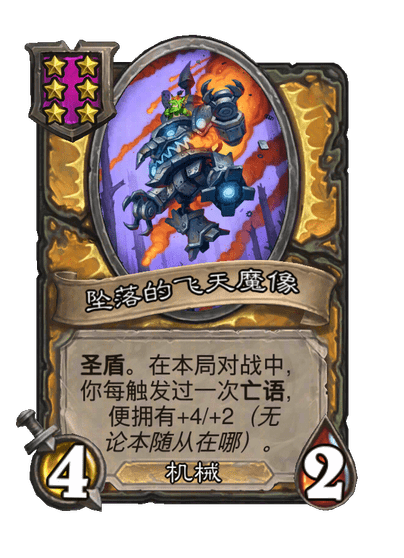 坠落的飞天魔像
圣盾。在本局对战中,
你每触发过一次亡语,
便拥有+4/+2（无
论本随从在哪）。
4
机械
2